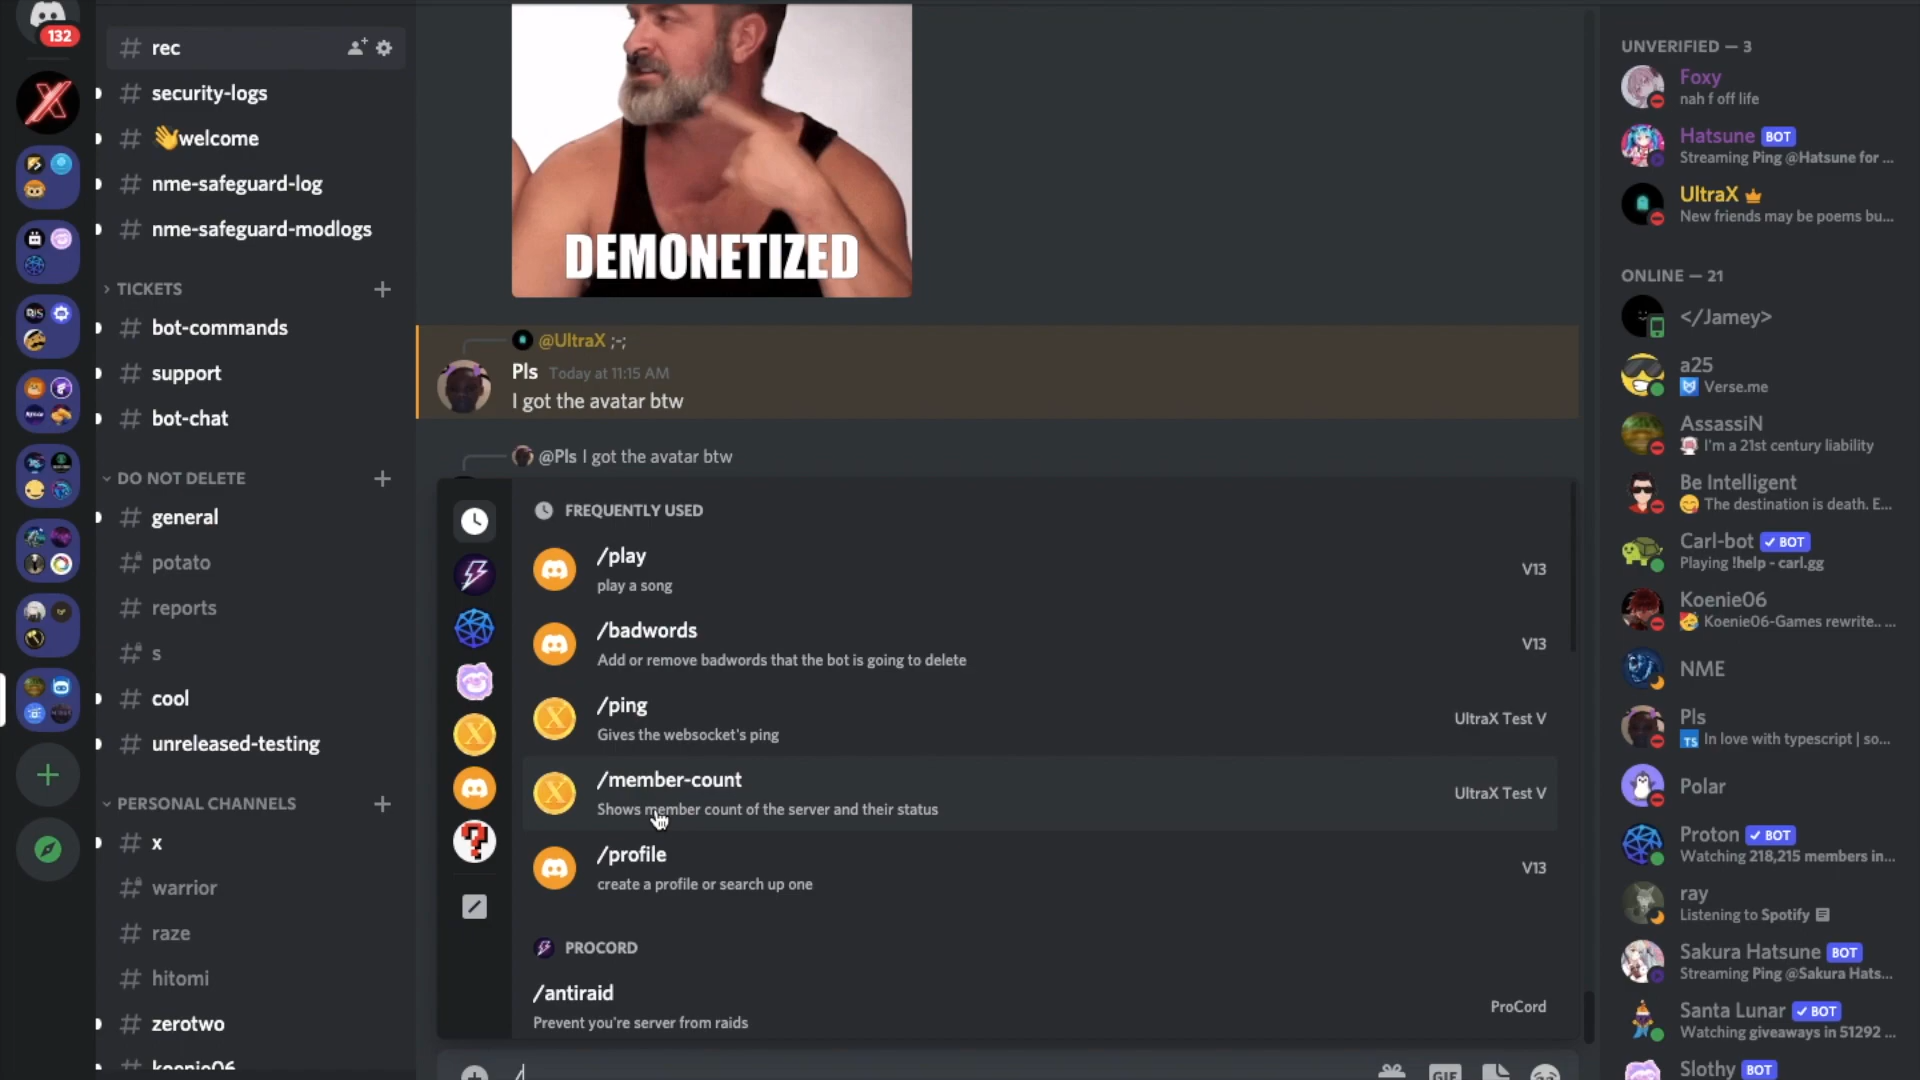 132
rec
security-logs
👋welcome
nme-safeguard-log
nme-safeguard-modlogs
TICKETS
bot-commands
support
bot-chat
DO NOT DELETE
general
potato
reports
s
cool
unreleased-testing
PERSONAL CHANNELS
x
warrior
raze
hitomi
zerotwo
koenie06
DEMONETIZED
@UltraX ;-;
Pls Today at 11:15 AM
I got the avatar btw
@Pls I got the avatar btw
FREQUENTLY USED
/play
play a song
V13
/badwords
Add or remove badwords that the bot is going to delete
V13
/ping
Gives the websocket's ping
UltraX Test V
/member-count
Shows member count of the server and their status
UltraX Test V
/profile
create a profile or search up one
V13
PROCORD
/antiraid
Prevent you're server from raids
ProCord
/
GIF
UNVERIFIED — 3
Foxy
nah f off life
Hatsune BOT
Streaming Ping @Hatsune for ...
UltraX
New friends may be poems bu...
ONLINE — 21
</Jamey>
a25
Verse.me
AssassiN
I'm a 21st century liability
Be Intelligent
The destination is death. E...
Carl-bot ✓ BOT
Playing !help - carl.gg
Koenie06
Koenie06-Games rewrite.. ...
NME
Pls
TS In love with typescript | so...
Polar
Proton ✓ BOT
Watching 218,215 members in...
ray
Listening to Spotify
Sakura Hatsune BOT
Streaming Ping @Sakura Hats...
Santa Lunar ✓ BOT
Watching giveaways in 51292 ...
Slothy BOT